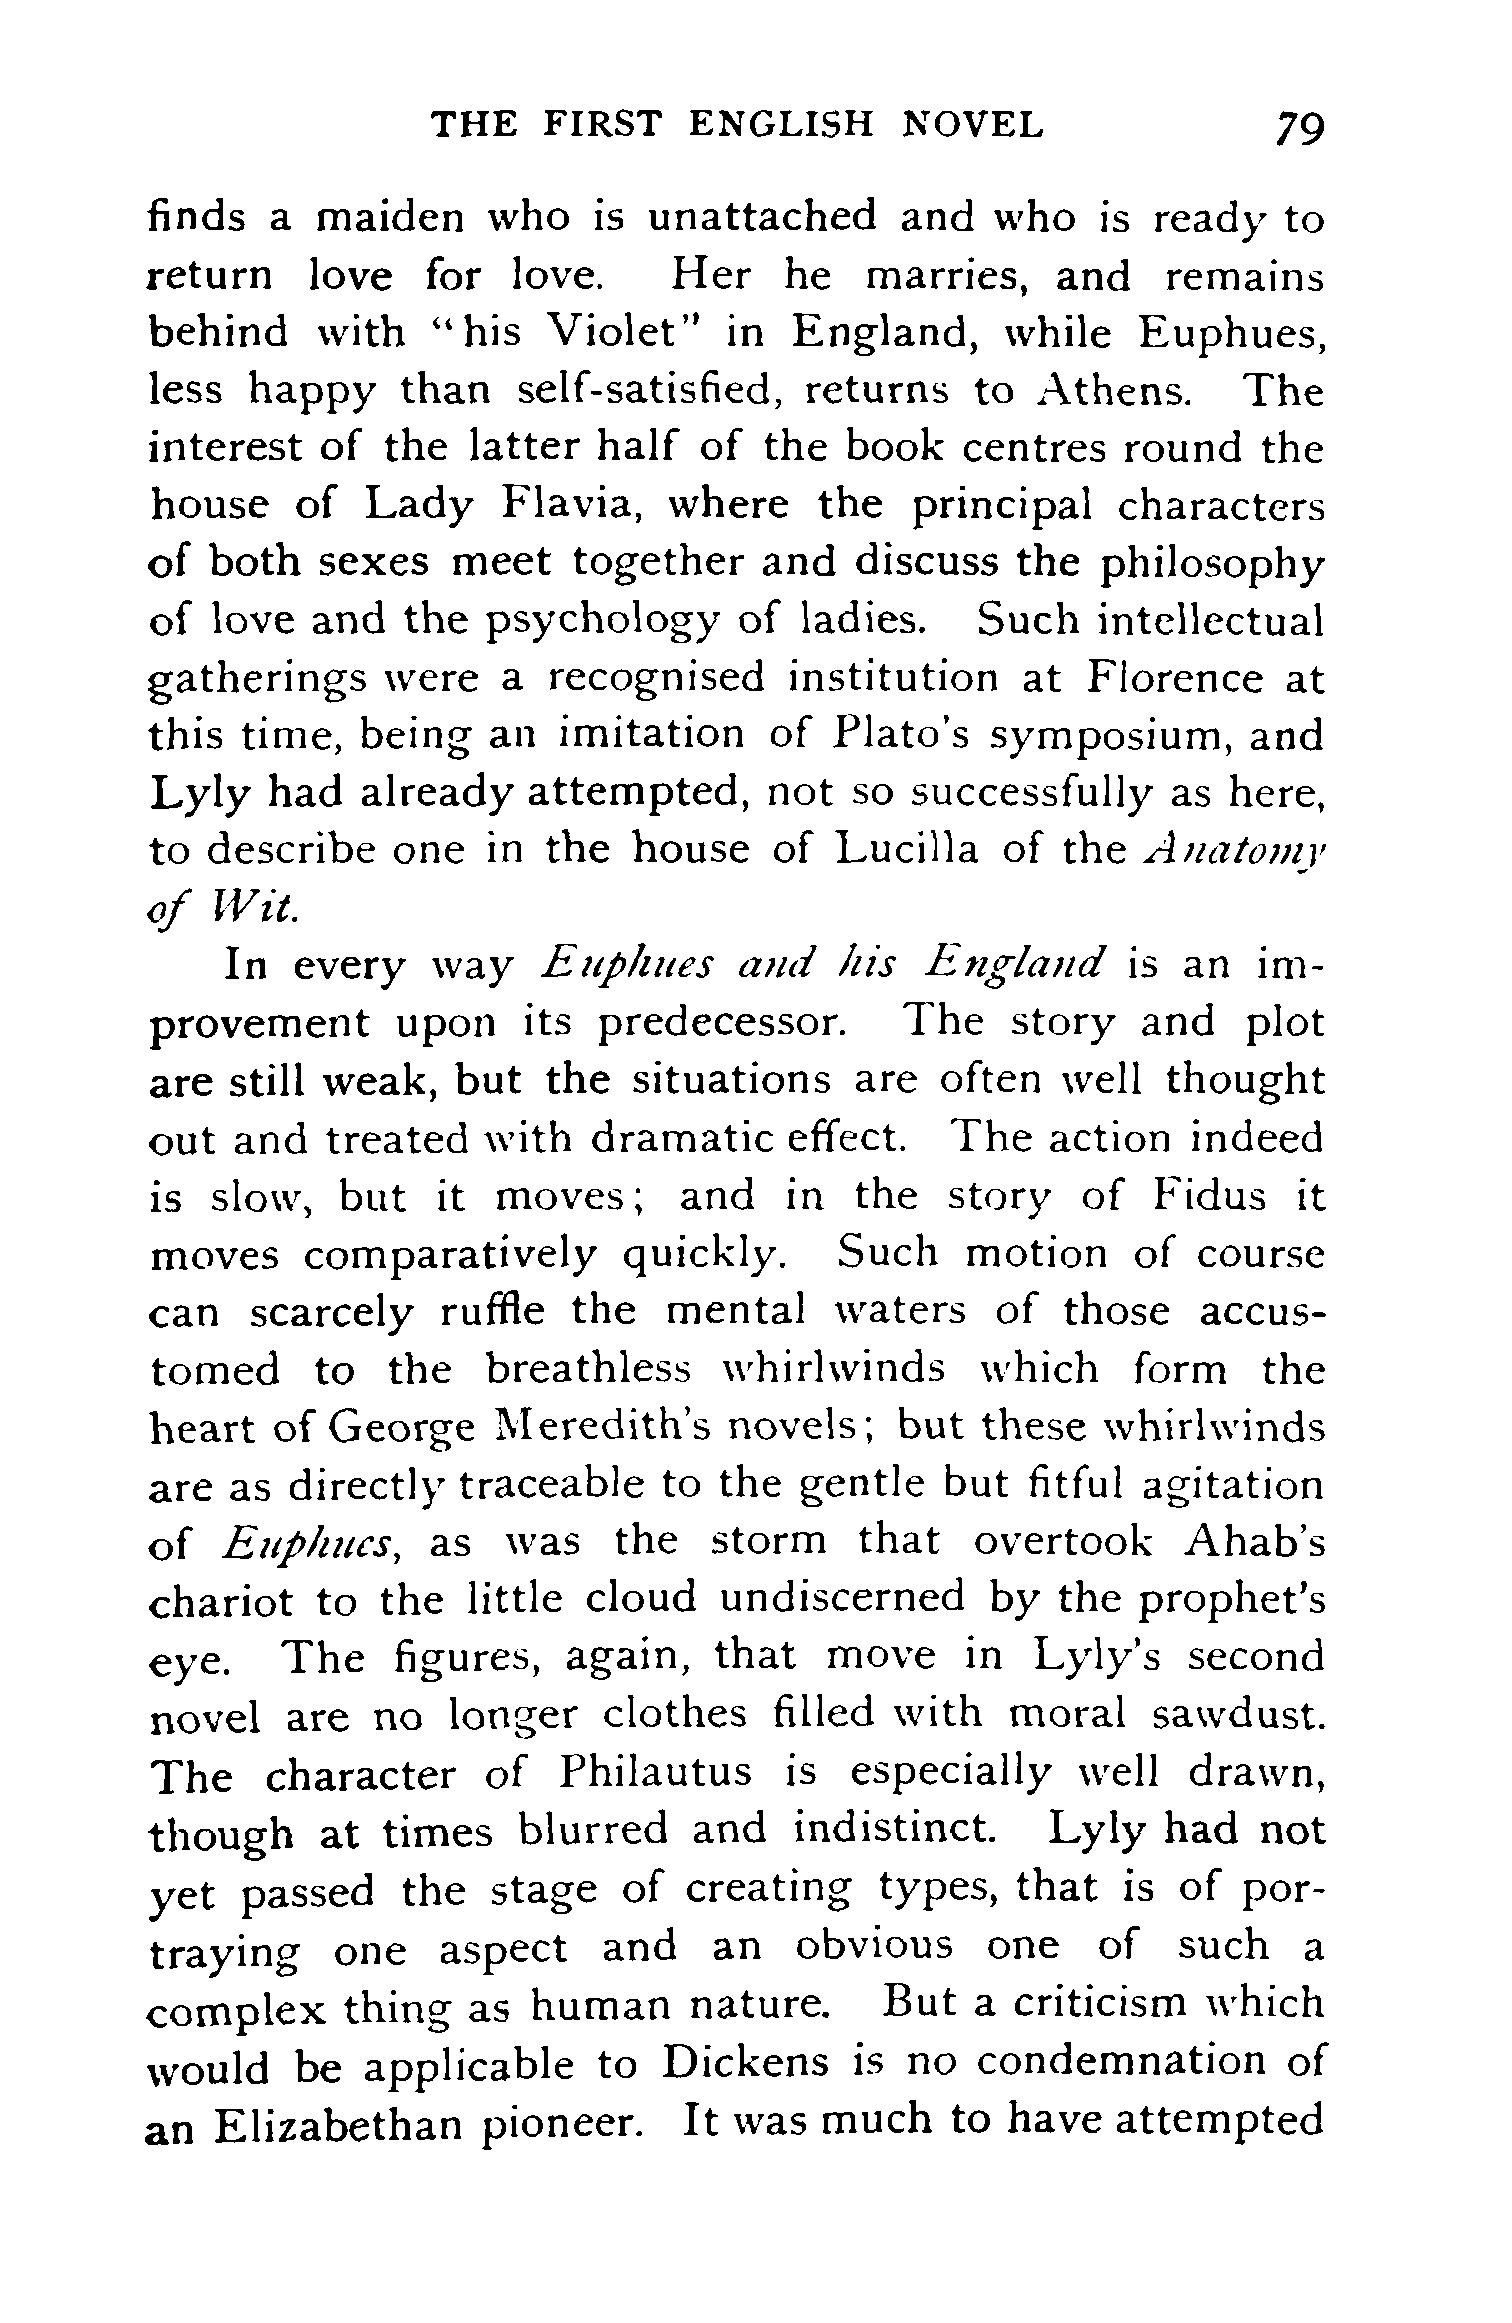 THE FIRST ENGLISH NOVEL 79
finds a maiden who is unattached and who is ready to
return love for love. Her he marries, and remains
behind with "his Violet" in England, while Euphues,
less happy than self-satisfied, returns to Athens. The
interest of the latter half of the book centres round the
house of Lady Flavia, where the principal characters
of both sexes meet together and discuss the philosophy
of love and the psychology of ladies. Such intellectual
gatherings were a recognised institution at Florence at
this time, being an imitation of Plato's symposium, and
Lyly had already attempted, not so successfully as here,
to describe one in the house of Lucilla of the Anatomy
of Wit.
In every way Euphues and his England is an im-
provement upon its predecessor. The story and plot
are still weak, but the situations are often well thought
out and treated with dramatic effect. The action indeed
is slow, but it moves; and in the story of Fidus it
moves comparatively quickly. Such motion of course
can scarcely ruffle the mental waters of those accus-
tomed to the breathless whirlwinds which form the
heart of George Meredith's novels; but these whirlwinds
are as directly traceable to the gentle but fitful agitation
of Euphues, as was the storm that overtook Ahab's
chariot to the little cloud undiscerned by the prophet's
eye. The figures, again, that move in Lyly's second
novel are no longer clothes filled with moral sawdust.
The character of Philautus is especially well drawn,
though at times blurred and indistinct. Lyly had not
yet passed the stage of creating types, that is of por-
traying one aspect and an obvious one of such a
complex thing as human nature. But a criticism which
would be applicable to Dickens is no condemnation of
an Elizabethan pioneer. It was much to have attempted